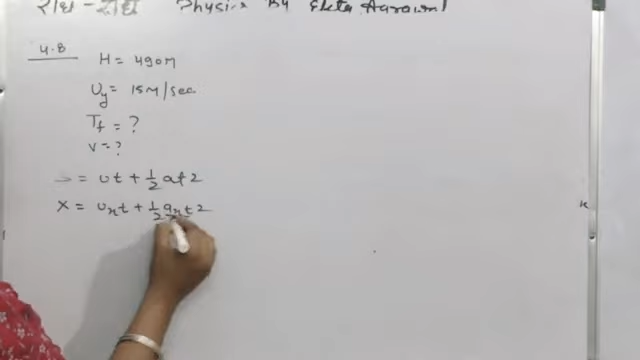 Physics By Ekta Agrawal
4.8
H = 490M
Uy = 15M/sec
Tf = ?
V = ?
S = ut + 1/2 at2
X = Uxt + 1/2 axt2